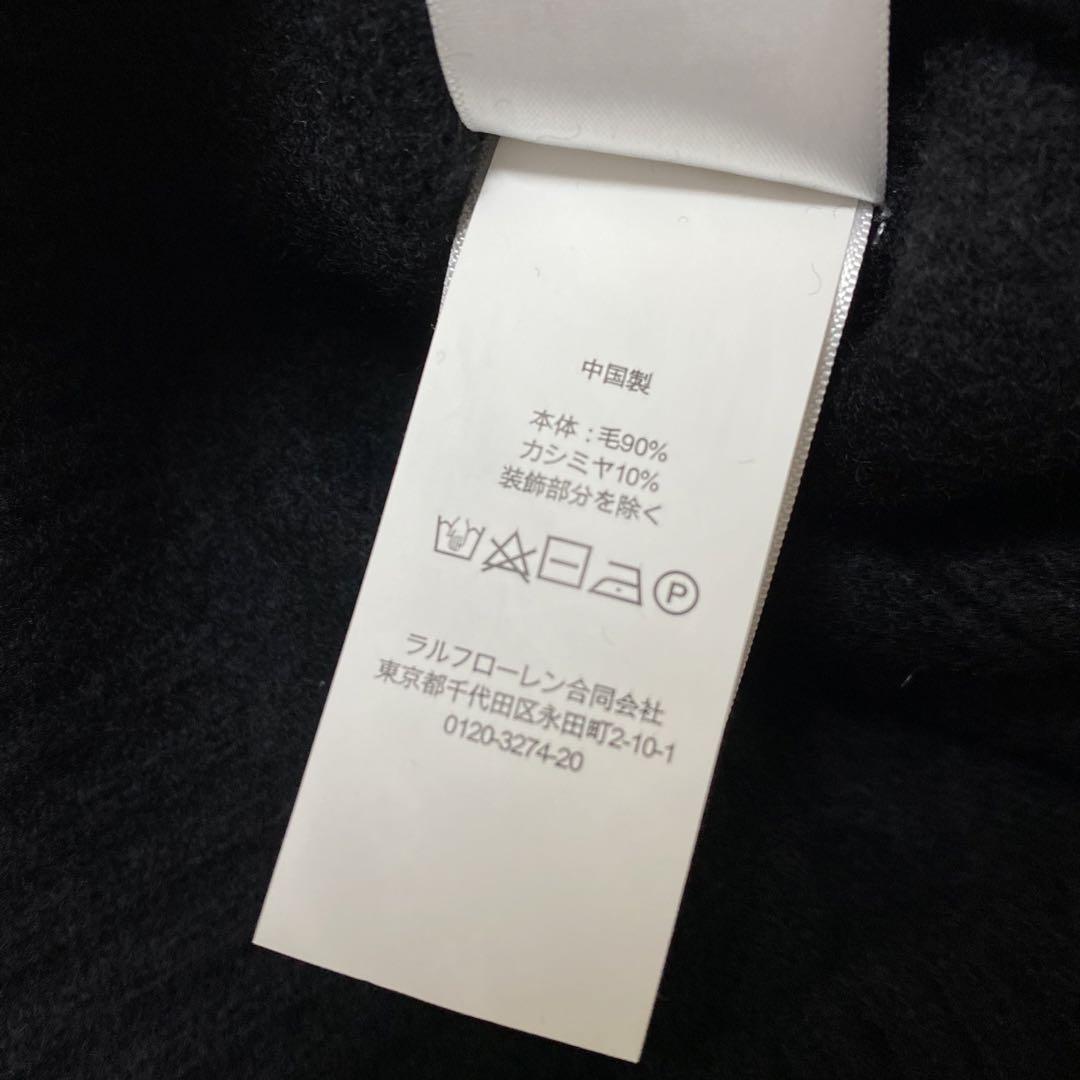 中国製
本体:毛90%
カシミヤ10%
装飾部分を除く
P
ラルフローレン合同会社
東京都千代田区永田町2-10-1
0120-3274-20